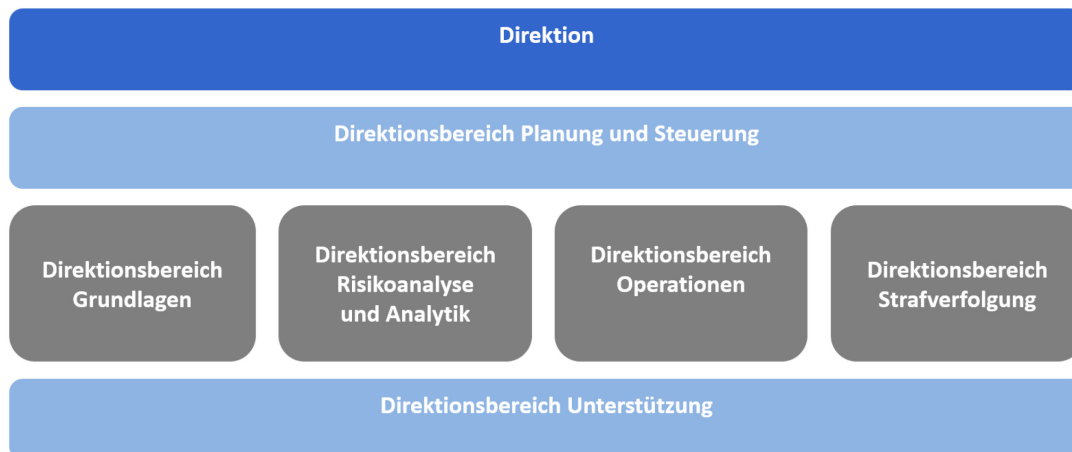 Direktion
Direktionsbereich Planung und Steuerung
Direktionsbereich
Grundlagen
Direktionsbereich
Risikoanalyse
und Analytik
Direktionsbereich
Operationen
Direktionsbereich
Strafverfolgung
Direktionsbereich Unterstützung